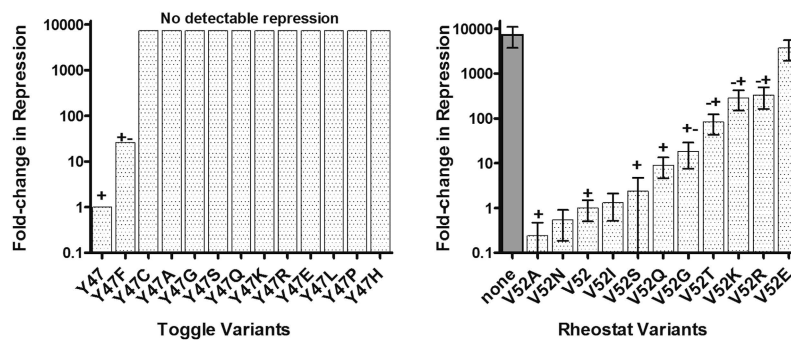 No detectable repression
Fold-change in Repression
10000
1000
100
10
1
0.1
+
+-
Y47
Y47F
Y47C
Y47A
Y47G
Y47S
Y47Q
Y47K
Y47R
Y47E
Y47L
Y47P
Y47H
Toggle Variants
Fold-change in Repression
10000
1000
100
10
1
0.1
+
+
+
+
+-
-+
-+
-+
none
V52A
V52N
V52
V52I
V52S
V52Q
V52G
V52T
V52K
V52R
V52E
Rheostat Variants